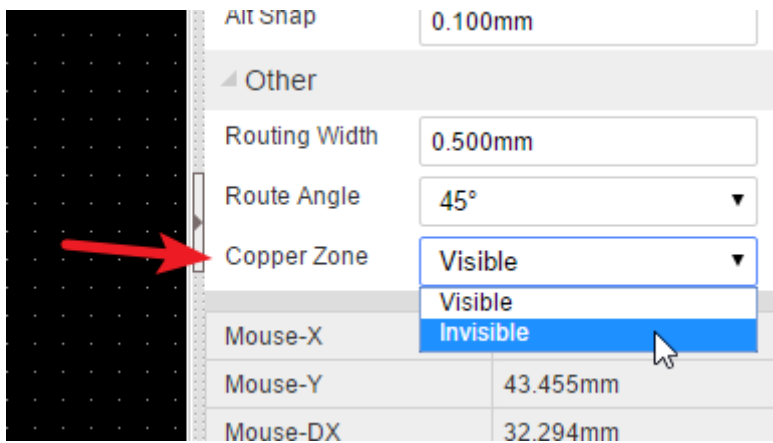 Alt Snap 0.100mm
Other
Routing Width 0.500mm
Route Angle 45°
Copper Zone Visible
Visible
Invisible
Mouse-X
Mouse-Y 43.455mm
Mouse-DX 32.294mm